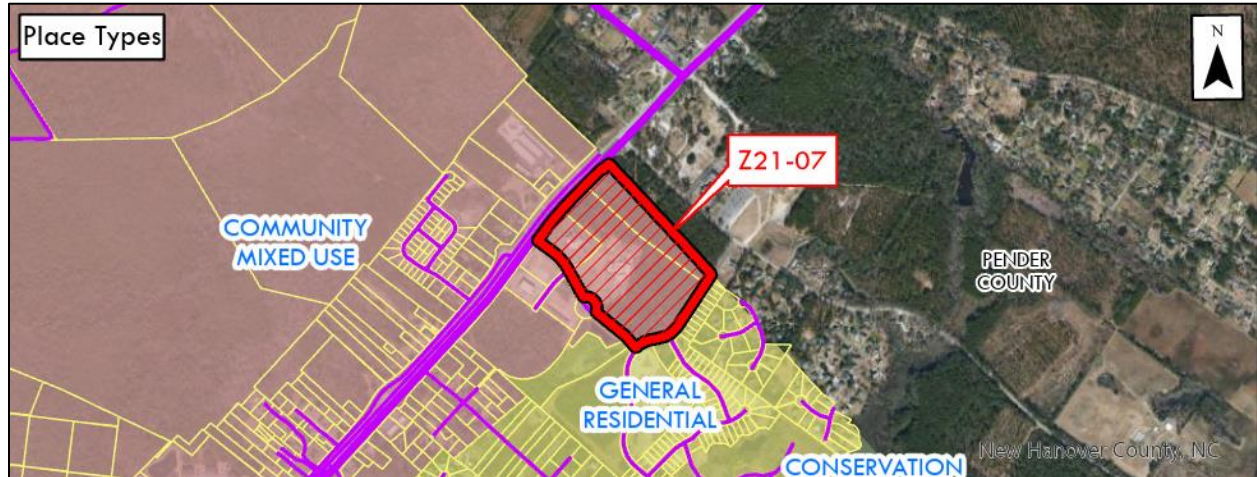 Place Types
N
Z21-07
COMMUNITY
MIXED USE
PENDER
COUNTY
GENERAL
RESIDENTIAL
CONSERVATION
New Hanover County, NC